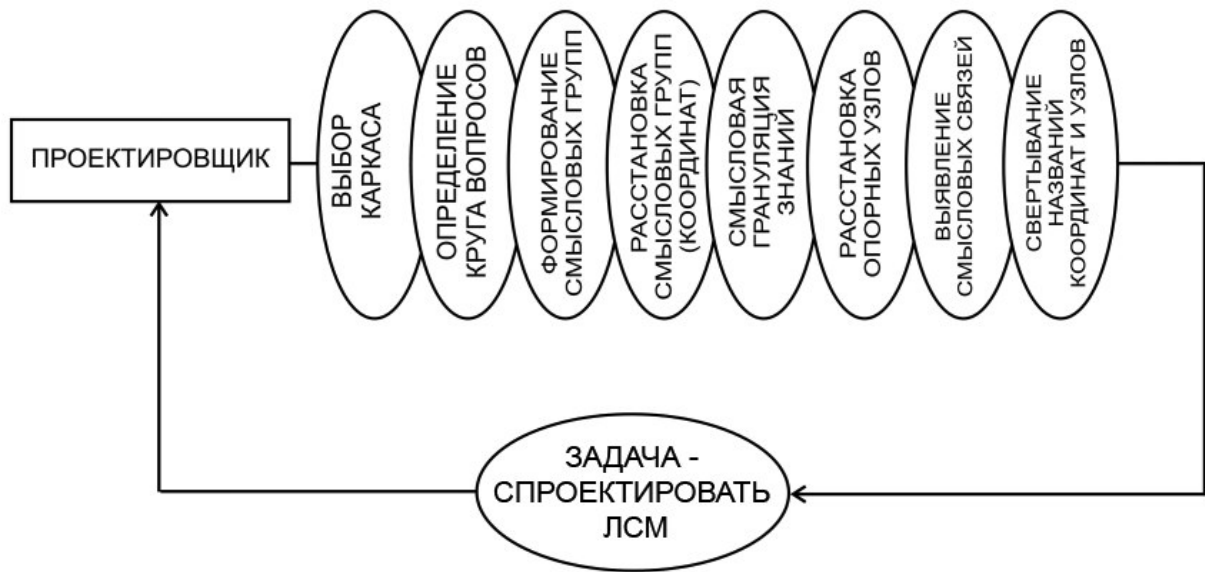 ПРОЕКТИРОВЩИК
ВЫБОР
КАРКАСА
ОПРЕДЕЛЕНИЕ
КРУГА ВОПРОСОВ
ФОРМИРОВАНИЕ
СМЫСЛОВЫХ ГРУПП
РАССТАНОВКА
СМЫСЛОВЫХ ГРУПП
(КООРДИНАТ)
СМЫСЛОВАЯ
ГРАНУЛЯЦИЯ
ЗНАНИЙ
РАССТАНОВКА
ОПОРНЫХ УЗЛОВ
ВЫЯВЛЕНИЕ
СМЫСЛОВЫХ СВЯЗЕЙ
СВЕРТЫВАНИЕ
НАЗВАНИЙ
КООРДИНАТ И УЗЛОВ
ЗАДАЧА -
СПРОЕКТИРОВАТЬ
ЛСМ